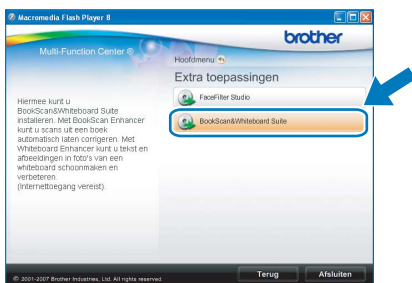 Macromedia Flash Player 8
brother
Multi-Function Center ®
Hoofdmenu
Extra toepassingen
FaceFilter Studio
BookScan&Whiteboard Suite
Hiermee kunt u
BookScan&Whiteboard Suite
installeren. Met BookScan Enhancer
kunt u scans uit een boek
automatisch laten corrigeren. Met
Whiteboard Enhancer kunt u tekst en
afbeeldingen in foto's van een
whiteboard schoonmaken en
verbeteren.
(Internettoegang vereist).
© 2001-2007 Brother Industries, Ltd. All rights reserved.
Terug
Afsluiten